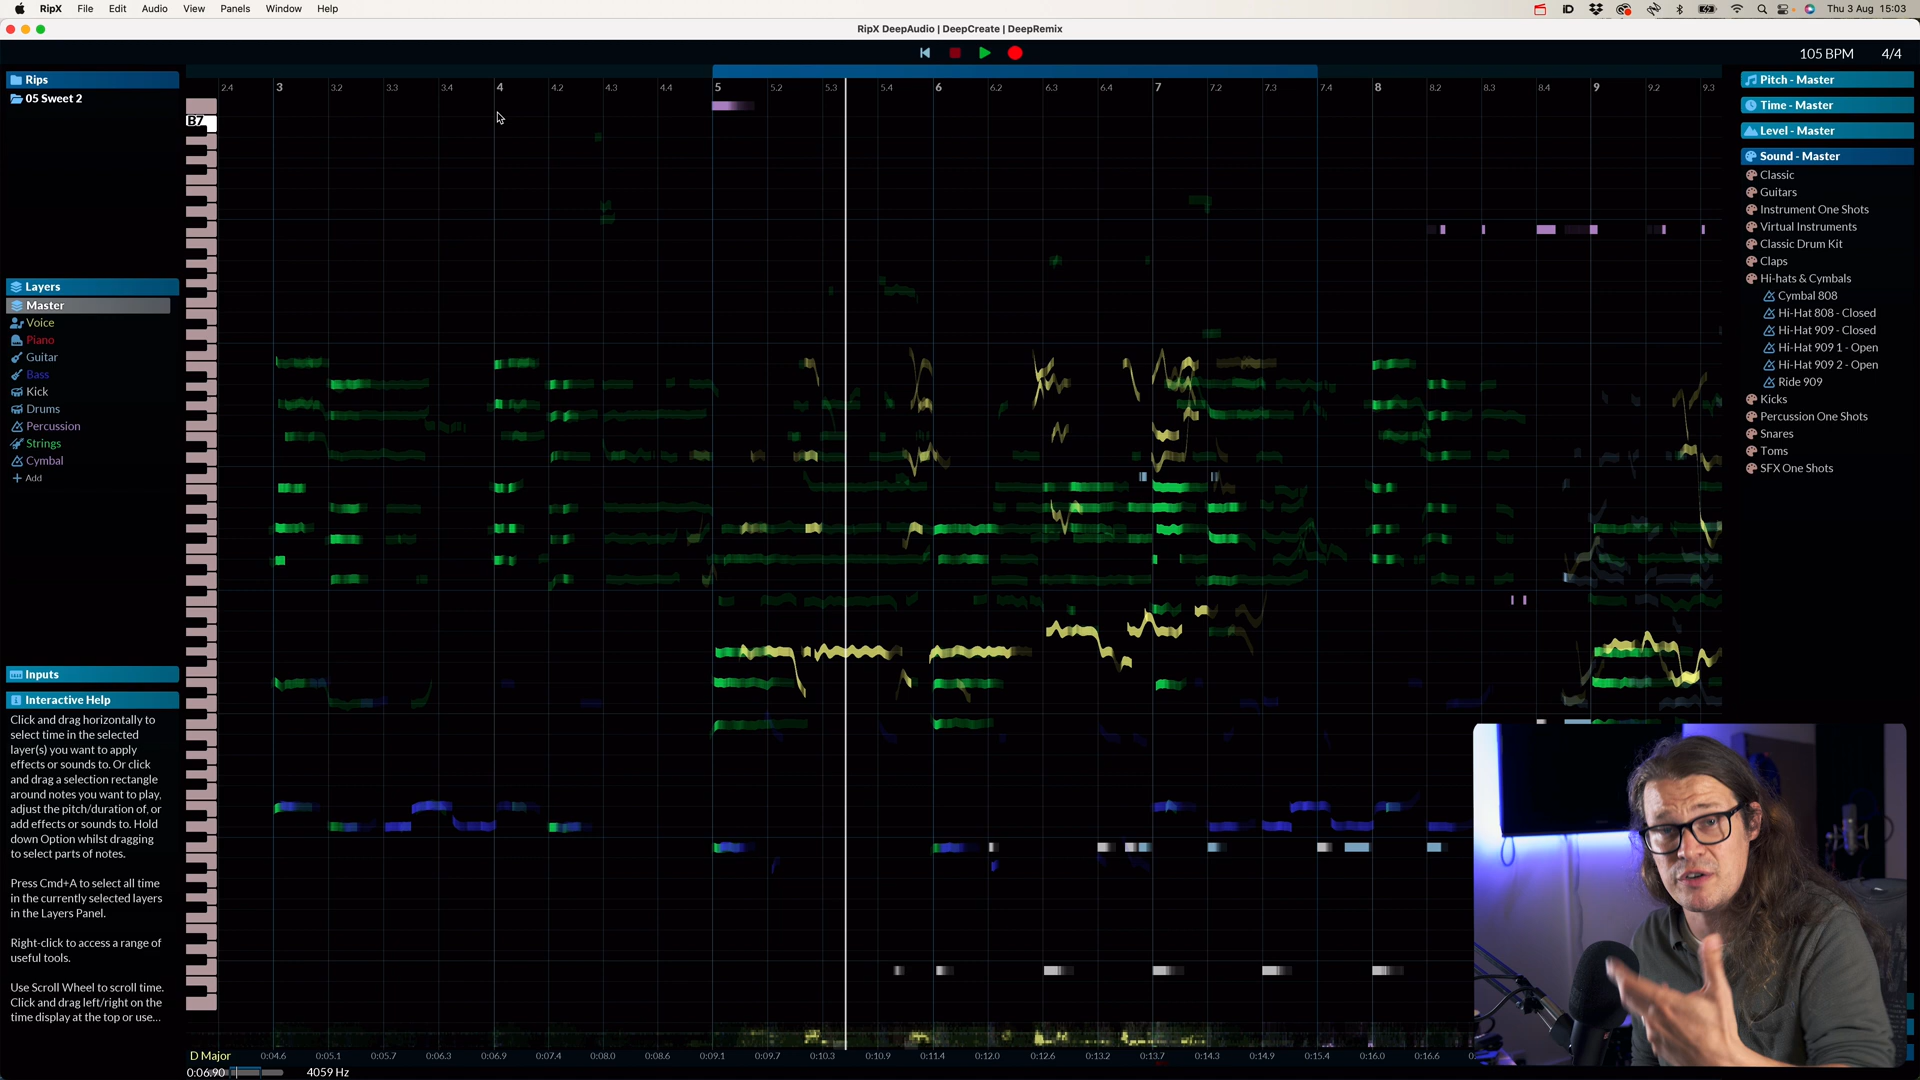 RipX File Edit Audio View Panels Window Help
iD Thu 3 Aug 15:03
RipX DeepAudio | DeepCreate | DeepRemix
105 BPM 4/4
Rips
05 Sweet 2
2.4 3 3.2 3.3 3.4 4 4.2 4.3 4.4 5 5.2 5.3 5.4 6 6.2 6.3 6.4 7 7.2 7.3 7.4 8 8.2 8.3 8.4 9 9.2 9.3
B7
Layers
Master
Voice
Piano
Guitar
Bass
Kick
Drums
Percussion
Strings
Cymbal
Add
Inputs
Interactive Help
Click and drag horizontally to
select time in the selected
layer(s) you want to apply
effects or sounds to. Or click
and drag a selection rectangle
around notes you want to play,
adjust the pitch/duration of, or
add effects or sounds to. Hold
down Option whilst dragging
to select parts of notes.
Press Cmd+A to select all time
in the currently selected layers
in the Layers Panel.
Right-click to access a range of
useful tools.
Use Scroll Wheel to scroll time.
Click and drag left/right on the
time display at the top or use...
Pitch - Master
Time - Master
Level - Master
Sound - Master
Classic
Guitars
Instrument One Shots
Virtual Instruments
Classic Drum Kit
Claps
Hi-hats & Cymbals
Cymbal 808
Hi-Hat 808 - Closed
Hi-Hat 909 - Closed
Hi-Hat 909 1 - Open
Hi-Hat 909 2 - Open
Ride 909
Kicks
Percussion One Shots
Snares
Toms
SFX One Shots
D Major 0:04.6 0:05.1 0:05.7 0:06.3 0:06.9 0:07.4 0:08.0 0:08.6 0:09.1 0:09.7 0:10.3 0:10.9 0:11.4 0:12.0 0:12.6 0:13.2 0:13.7 0:14.3 0:14.9 0:15.4 0:16.0 0:16.6
0:06.90 4059 Hz